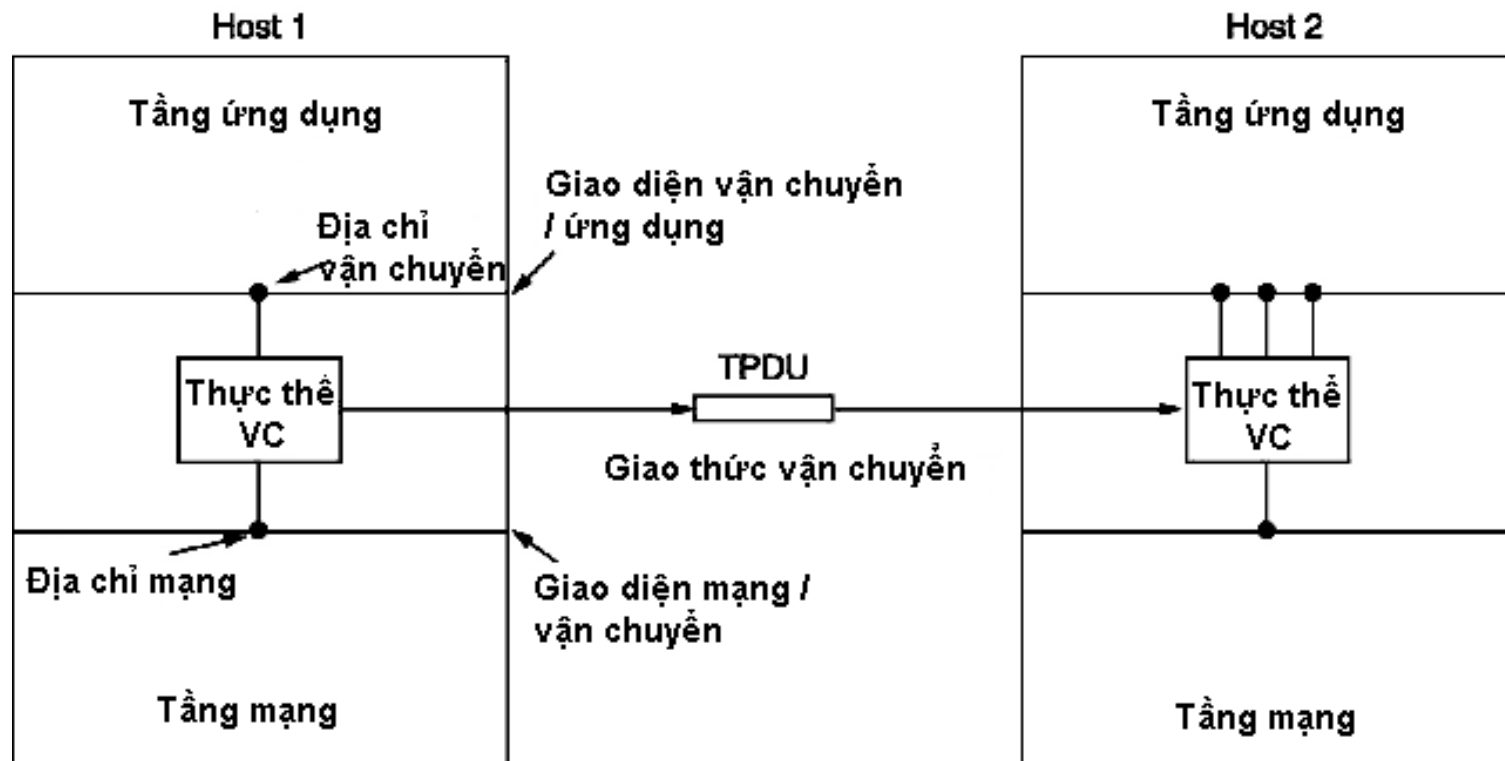 Host 1
Host 2
Tầng ứng dụng
Tầng ứng dụng
Giao diện vận chuyển
/ ứng dụng
Địa chỉ
vận chuyển
TPDU
Thực thể
VC
Thực thể
VC
Giao thức vận chuyển
Địa chỉ mạng
Giao diện mạng /
vận chuyển
Tầng mạng
Tầng mạng